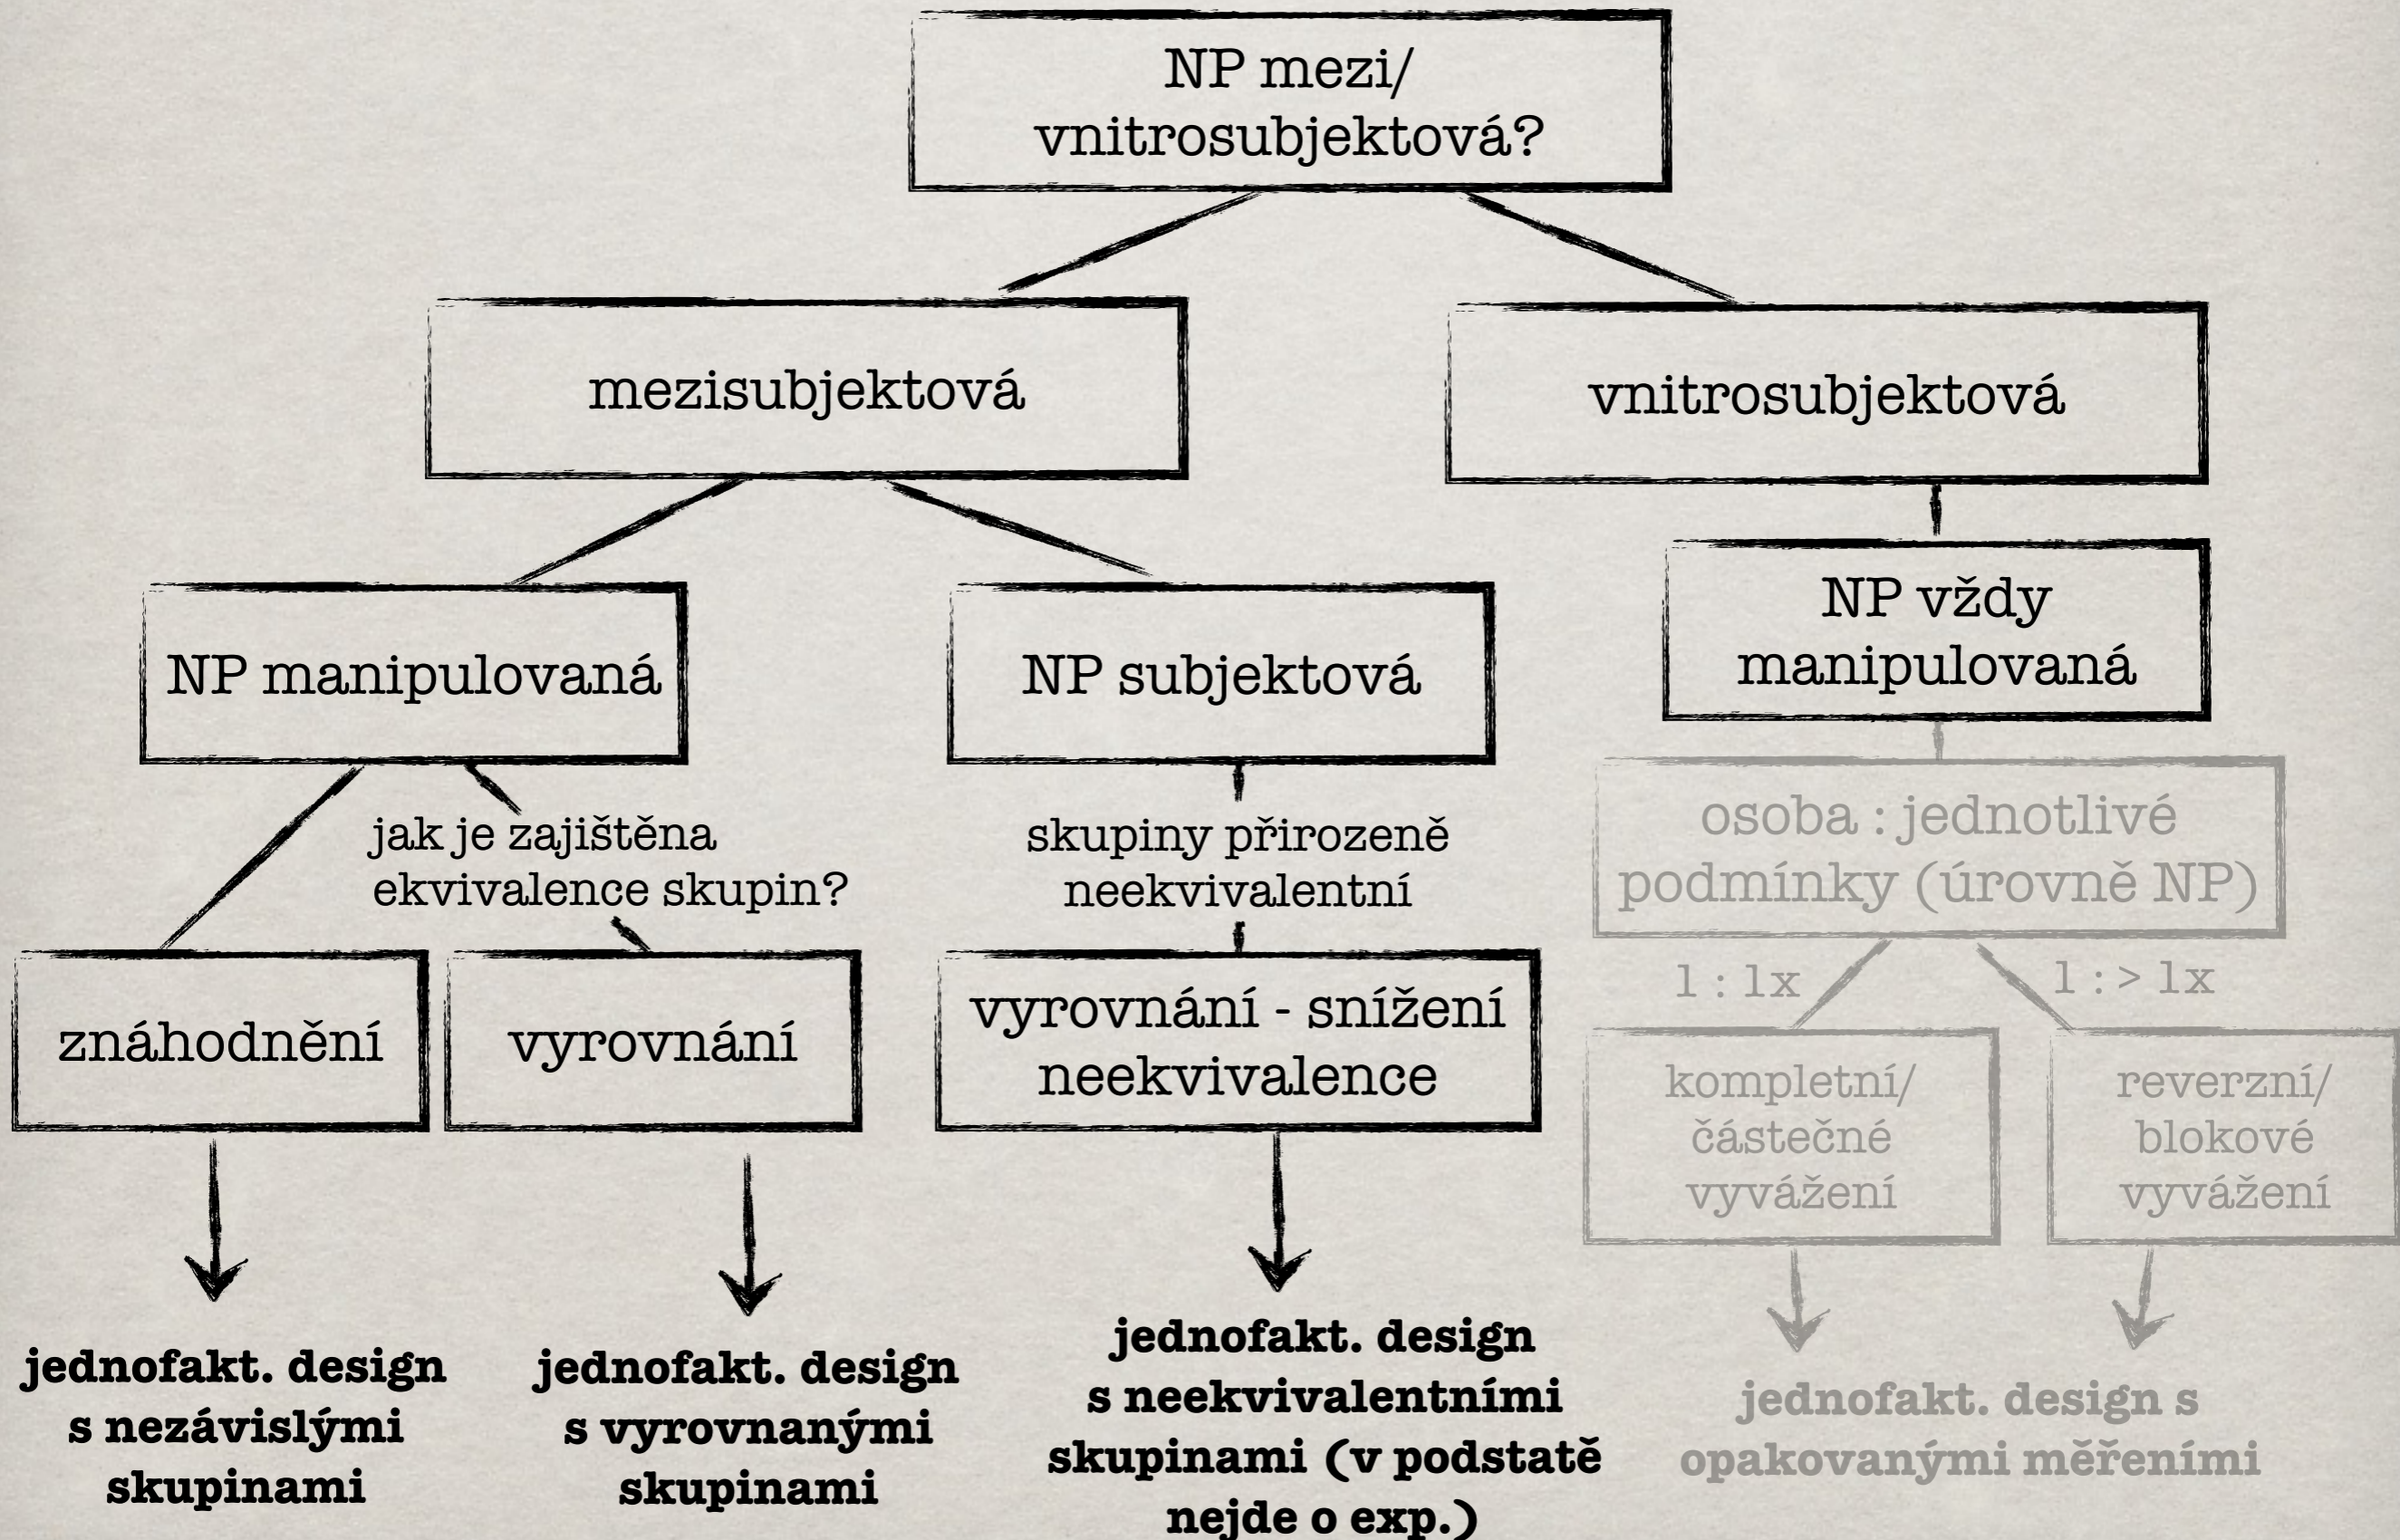 NP mezi/
vnitrosubjektová?
mezisubjektová
vnitrosubjektová
NP manipulovaná
NP subjektová
NP vždy
manipulovaná
jak je zajištěna
ekvivalence skupin?
skupiny přirozeně
neekvivalentní
osoba : jednotlivé
podmínky (úrovně NP)
1 : 1x
1 : > 1x
znáhodnění
vyrovnání
vyrovnání - snížení
neekvivalence
kompletní/
částečné
vyvážení
reverzní/
blokové
vyvážení
jednofakt. design
s nezávislými
skupinami
jednofakt. design
s vyrovnanými
skupinami
jednofakt. design
s neekvivalentními
skupinami (v podstatě
nejde o exp.)
jednofakt. design s
opakovanými měřeními